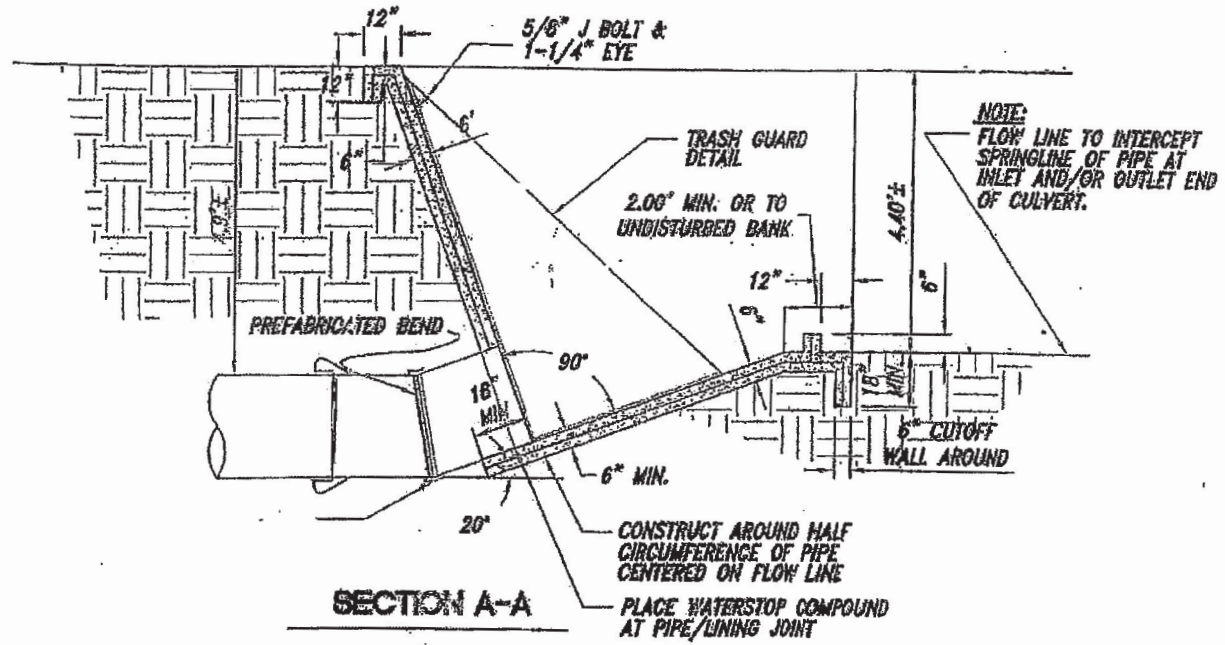 12"
5/8" J BOLT &
1-1/4" EYE
12"
6'
6"
TRASH GUARD
DETAIL
NOTE:
FLOW LINE TO INTERCEPT
SPRINGLINE OF PIPE AT
INLET AND/OR OUTLET END
OF CULVERT.
2.00' MIN. OR TO
UNDISTURBED BANK
4.40'±
12"
6"
6"
PREFABRICATED BEND
90°
18"
MIN
18"
MIN.
6" CUTOFF
WALL AROUND
6" MIN.
20°
CONSTRUCT AROUND HALF
CIRCUMFERENCE OF PIPE
CENTERED ON FLOW LINE
SECTION A-A
PLACE WATERSTOP COMPOUND
AT PIPE/LINING JOINT